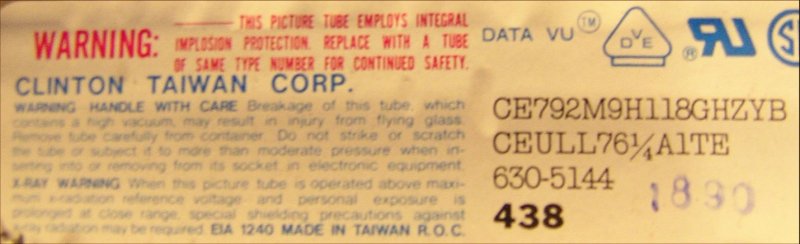 WARNING: THIS PICTURE TUBE EMPLOYS INTEGRAL
IMPLOSION PROTECTION. REPLACE WITH A TUBE
OF SAME TYPE NUMBER FOR CONTINUED SAFETY.
CLINTON TAIWAN CORP.
WARNING HANDLE WITH CARE Breakage of this tube, which
contains a high vacuum, may result in injury from flying glass.
Remove tube carefully from container. Do not strike or scratch
the tube or subject it to more than moderate pressure when in-
serting into or removing from its socket in electronic equipment.
X-RAY WARNING When this picture tube is operated above maxi-
mum x-radiation reference voltage and personal exposure is
prolonged at close range, special shielding precautions against
x-ray radiation may be required. EIA 1240 MADE IN TAIWAN R.O.C.
DATA VU TM
DVE
®
CE792M9H118GHZYB
CEULL76¼A1TE
630-5144
438
1890